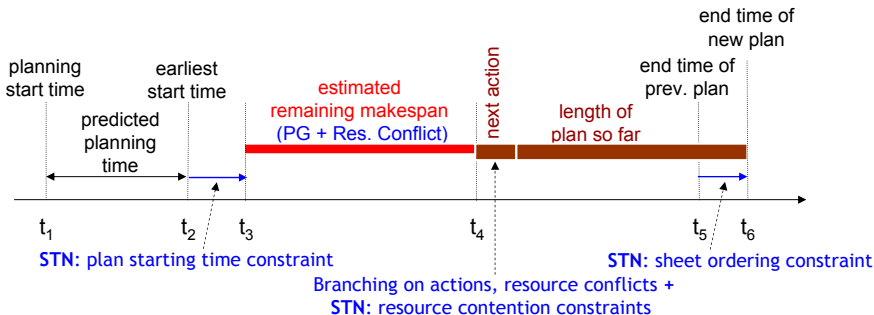 end time of
new plan
planning
start time
earliest
start time
estimated
remaining makespan
(PG + Res. Conflict)
next action
end time of
prev. plan
predicted
planning
time
length of
plan so far
t1
t2
t3
t4
t5
t6
STN: plan starting time constraint
STN: sheet ordering constraint
Branching on actions, resource conflicts +
STN: resource contention constraints